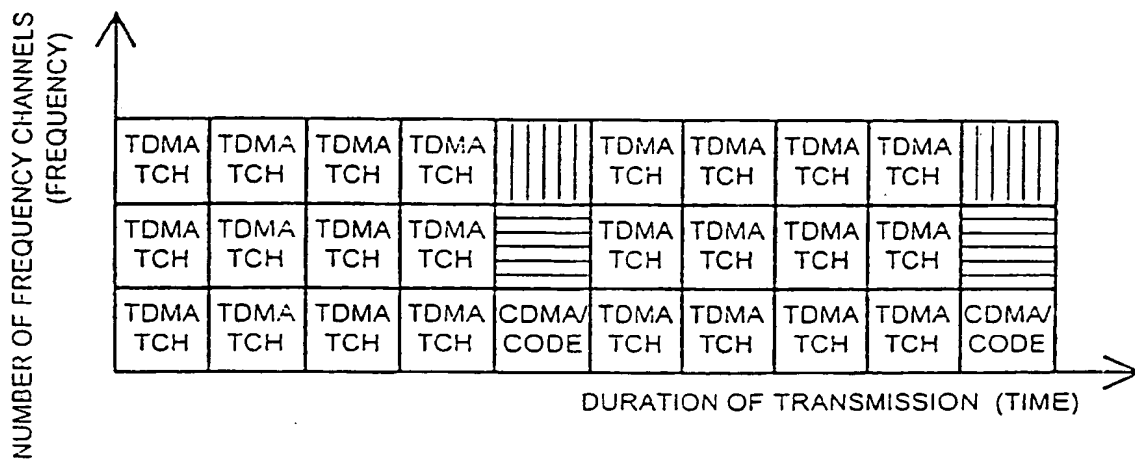 NUMBER OF FREQUENCY CHANNELS
(FREQUENCY)
TDMA TDMA TDMA TDMA TDMA TDMA TDMA TDMA
TCH TCH TCH TCH TCH TCH TCH TCH
TDMA TDMA TDMA TDMA TDMA TDMA TDMA TDMA
TCH TCH TCH TCH TCH TCH TCH TCH
TDMA TDMA TDMA TDMA CDMA/ TDMA TDMA TDMA TDMA CDMA/
TCH TCH TCH TCH CODE TCH TCH TCH TCH CODE
DURATION OF TRANSMISSION (TIME)